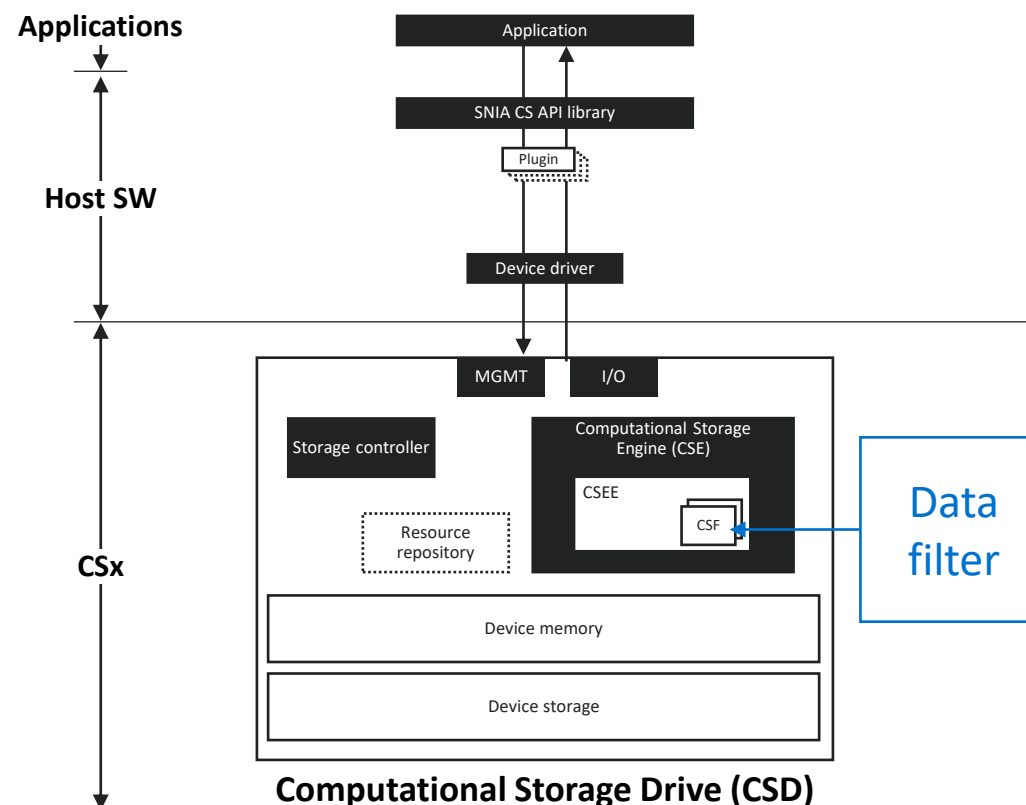 Applications
Application
SNIA CS API library
Plugin
Host SW
Device driver
MGMT
I/O
Storage controller
Computational Storage
Engine (CSE)
CSEE
CSF
Data
filter
Resource
repository
CSx
Device memory
Device storage
Computational Storage Drive (CSD)